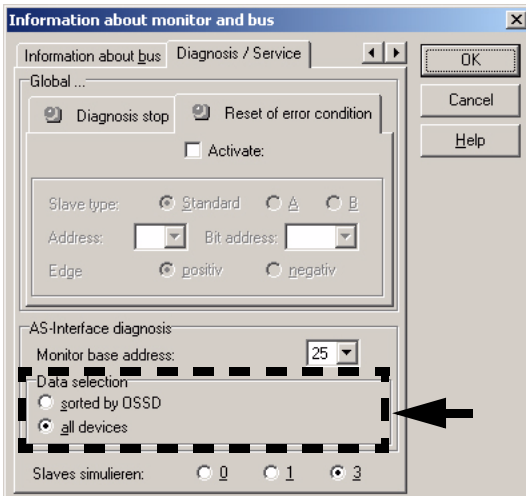 Information about monitor and bus
Information about bus Diagnosis / Service
OK
Cancel
Help
Global ...
Diagnosis stop Reset of error condition
Activate:
Slave type: Standard A B
Address: Bit address:
Edge positiv negativ
AS-Interface diagnosis
Monitor base address: 25
Data selection
sorted by OSSD
all devices
Slaves simulieren: 0 1 3